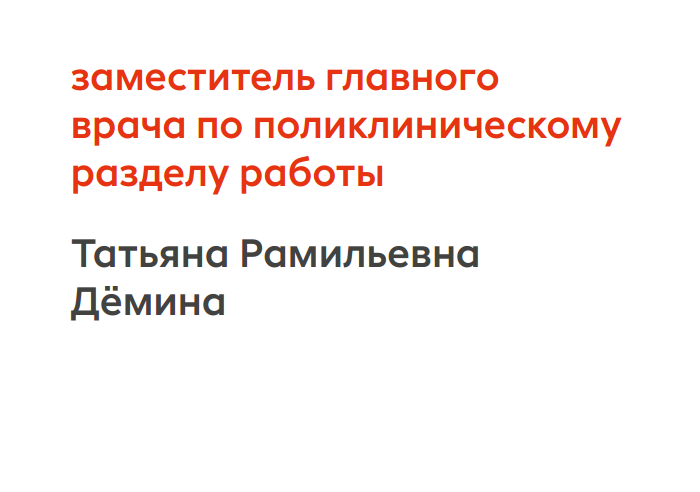 заместитель главного
врача по поликлиническому
разделу работы
Татьяна Рамильевна
Дёмина